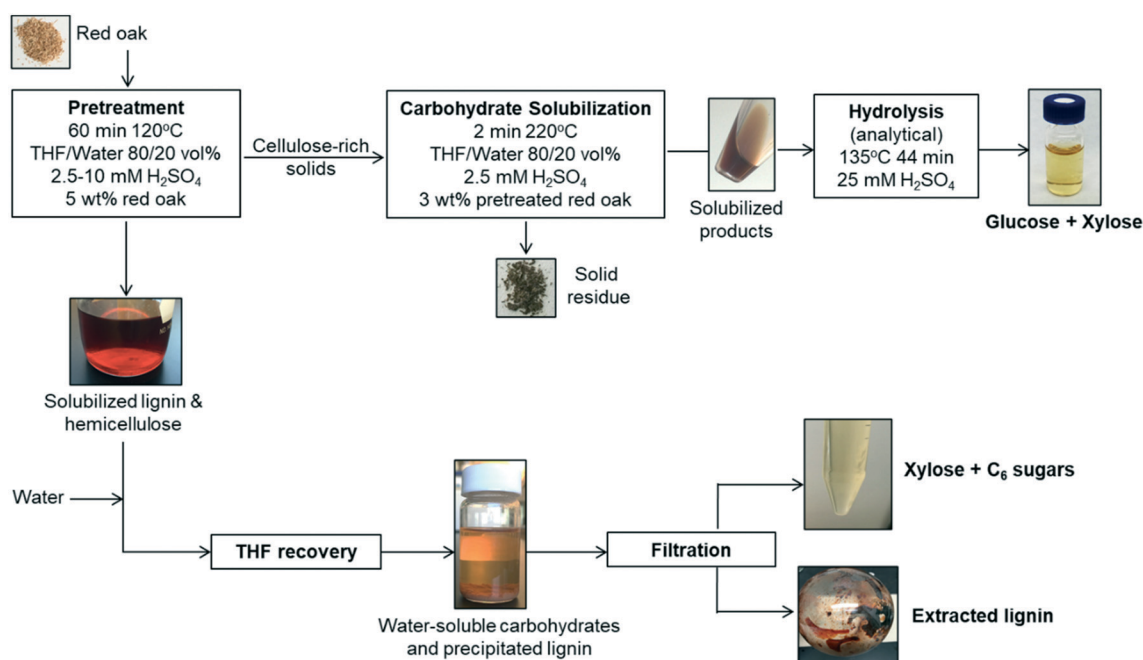 Red oak
Pretreatment
60 min 120°C
THF/Water 80/20 vol%
2.5-10 mM H₂SO₄
5 wt% red oak
Cellulose-rich
solids
Carbohydrate Solubilization
2 min 220°C
THF/Water 80/20 vol%
2.5 mM H₂SO₄
3 wt% pretreated red oak
Solubilized
products
Hydrolysis
(analytical)
135°C 44 min
25 mM H₂SO₄
Glucose + Xylose
Solid
residue
Solubilized lignin &
hemicellulose
Water
THF recovery
Water-soluble carbohydrates
and precipitated lignin
Filtration
Xylose + C₆ sugars
Extracted lignin